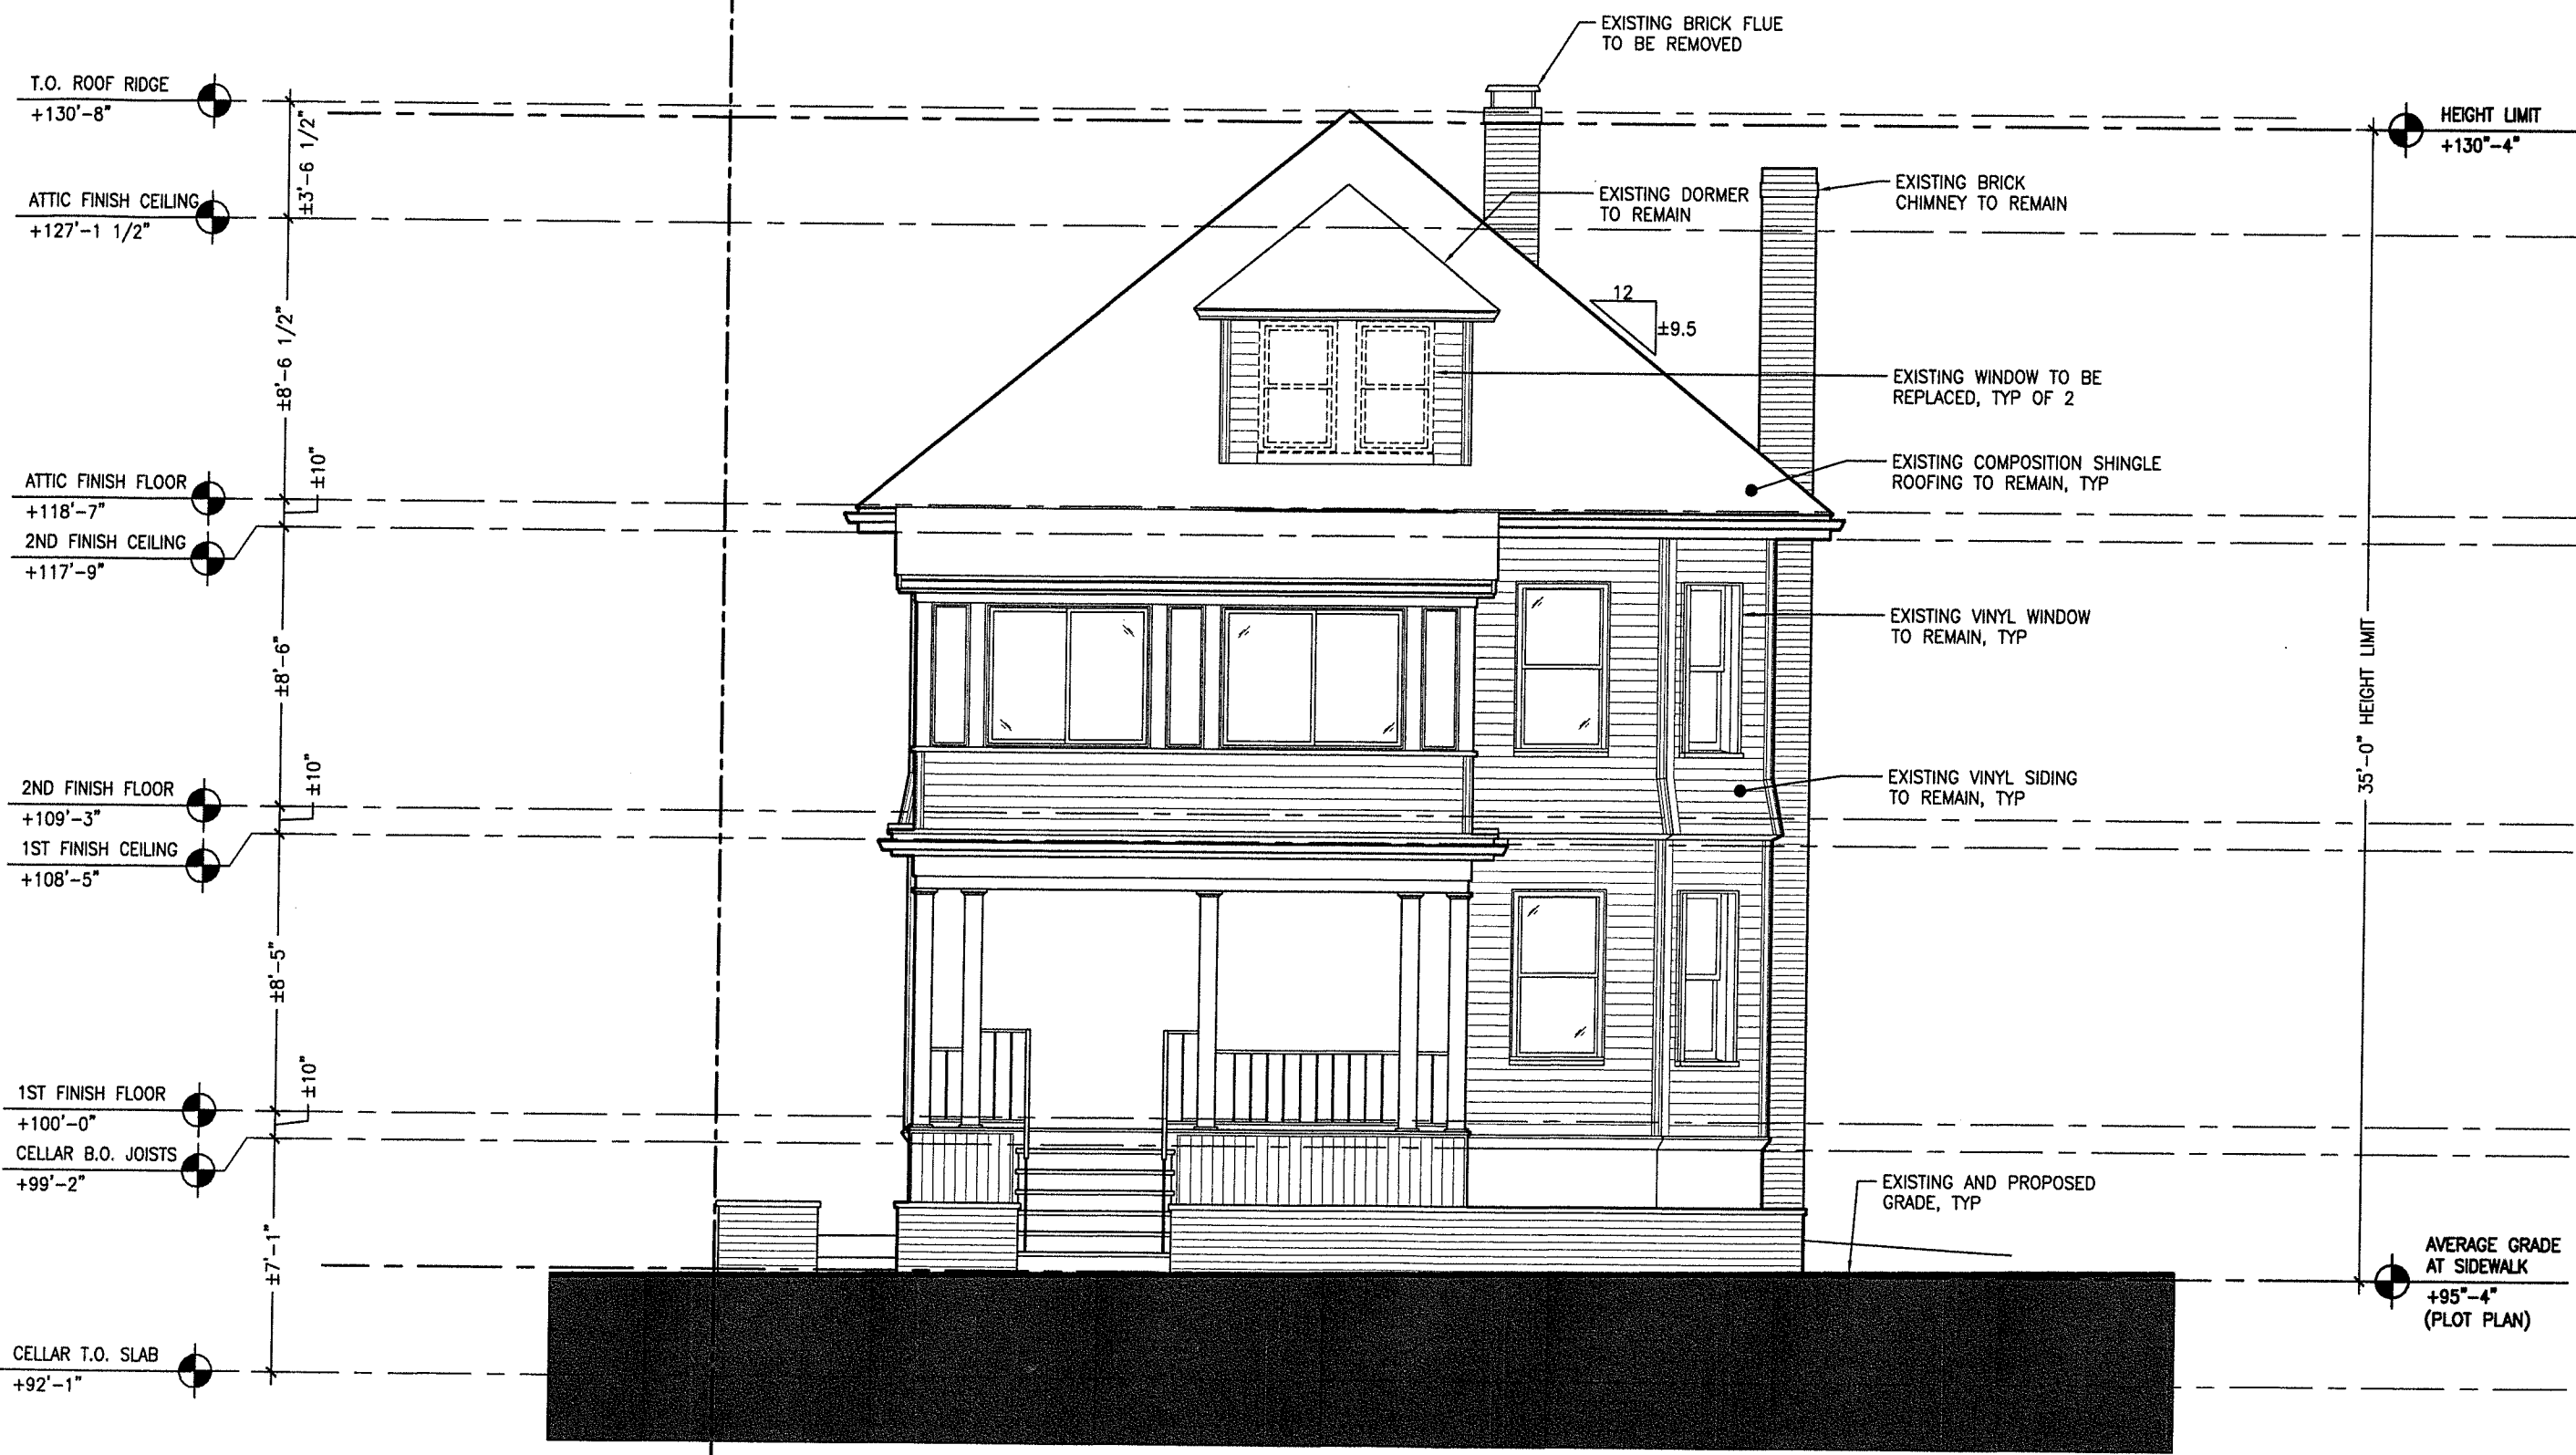 EXISTING BRICK FLUE
TO BE REMOVED
T.O. ROOF RIDGE
+130'-8"
±3'-6 1/2"
HEIGHT LIMIT
+130"-4"
ATTIC FINISH CEILING
+127'-1 1/2"
EXISTING DORMER
TO REMAIN
EXISTING BRICK
CHIMNEY TO REMAIN
12
±9.5
±8'-6 1/2"
EXISTING WINDOW TO BE
REPLACED, TYP OF 2
EXISTING COMPOSITION SHINGLE
ROOFING TO REMAIN, TYP
ATTIC FINISH FLOOR
+118'-7"
±10"
2ND FINISH CEILING
+117'-9"
EXISTING VINYL WINDOW
TO REMAIN, TYP
±8'-6"
35'-0" HEIGHT LIMIT
EXISTING VINYL SIDING
TO REMAIN, TYP
2ND FINISH FLOOR
+109'-3"
±10"
1ST FINISH CEILING
+108'-5"
±8'-5"
1ST FINISH FLOOR
+100'-0"
±10"
CELLAR B.O. JOISTS
+99'-2"
EXISTING AND PROPOSED
GRADE, TYP
±7'-1"
AVERAGE GRADE
AT SIDEWALK
+95"-4"
(PLOT PLAN)
CELLAR T.O. SLAB
+92'-1"